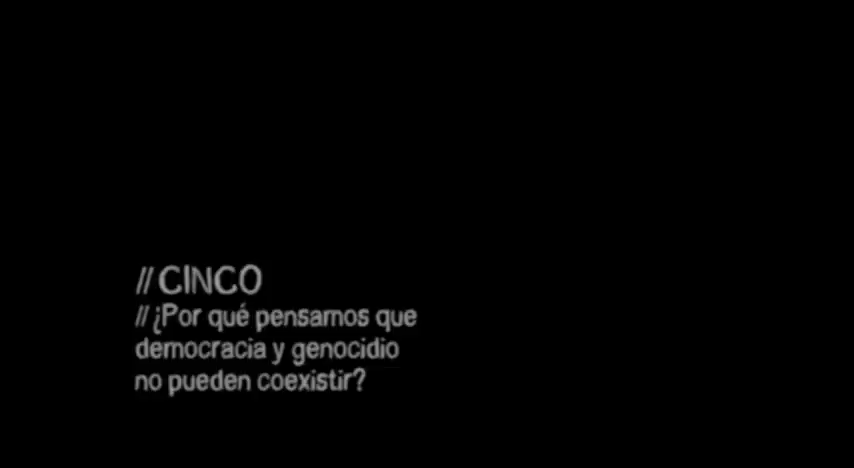 // CINCO
// ¿Por qué pensamos que
democracia y genocidio
no pueden coexistir?